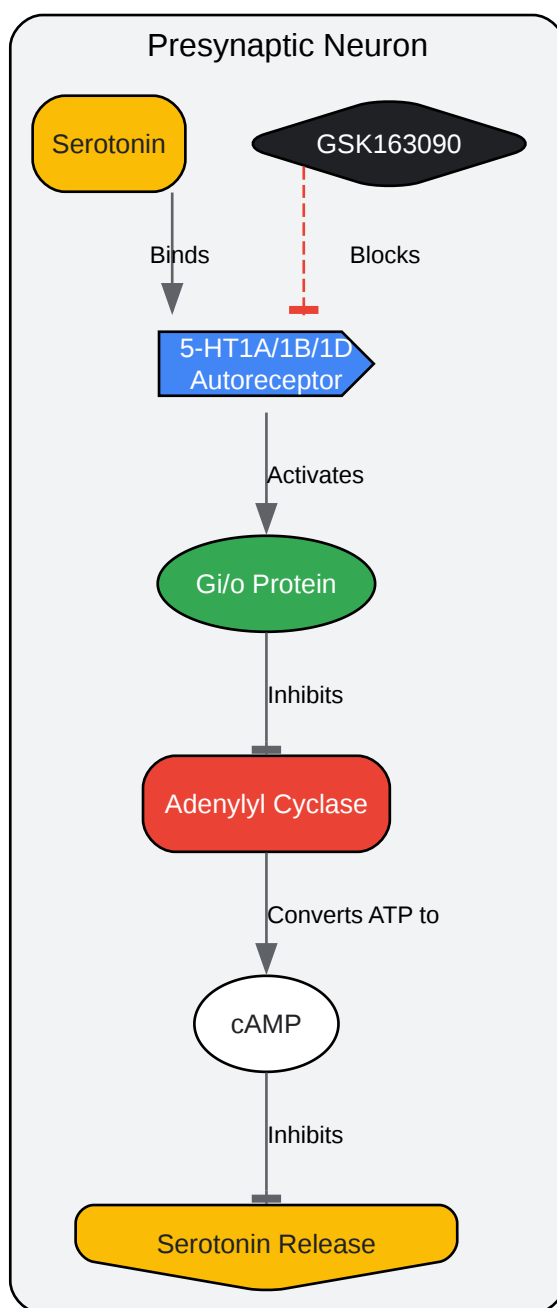 Presynaptic Neuron
Serotonin
GSK163090
Binds
Blocks
5-HT1A/1B/1D
Autoreceptor
Activates
Gi/o Protein
Inhibits
Adenylyl Cyclase
Converts ATP to
cAMP
Inhibits
Serotonin Release